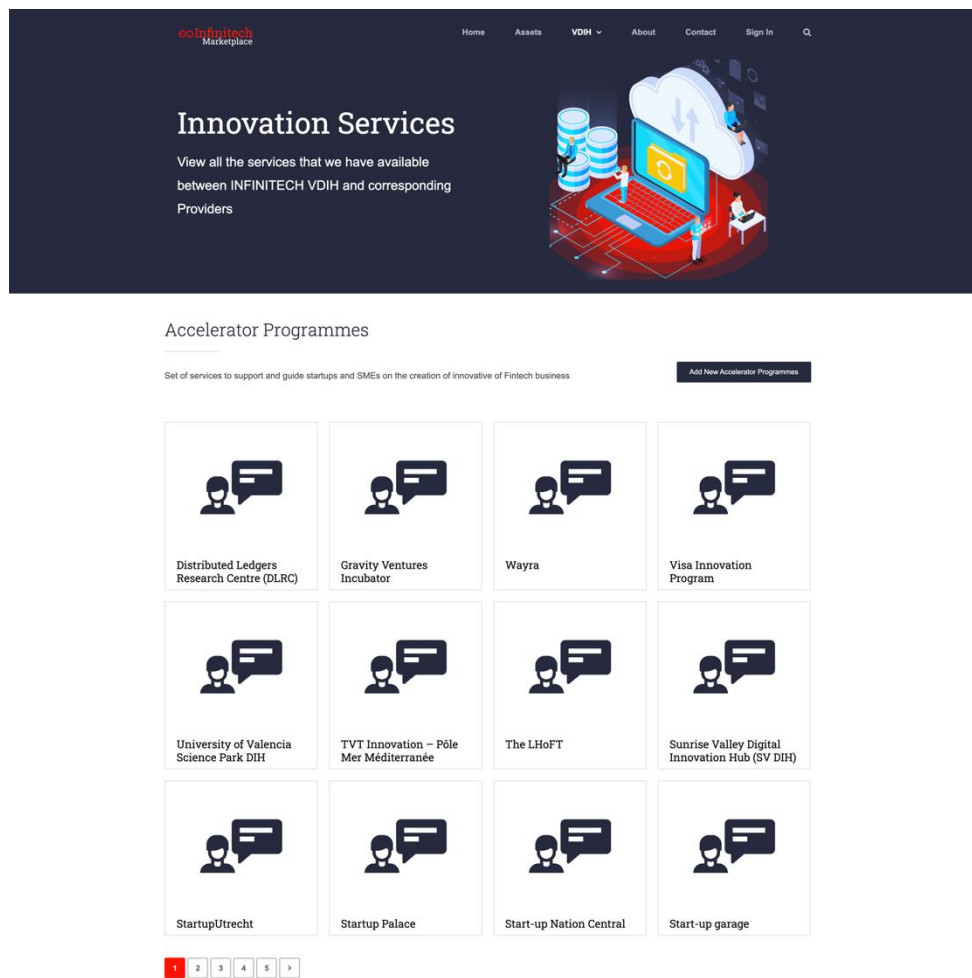 Infinitech
Marketplace
Home Assets VDIH About Contact Sign In
Innovation Services
View all the services that we have available
between INFINITECH VDIH and corresponding
Providers
Accelerator Programmes
Set of services to support and guide startups and SMEs on the creation of innovative of Fintech business
Add New Accelerator Programmes
Distributed Ledgers
Research Centre (DLRC)
Gravity Ventures
Incubator
Wayra
Visa Innovation
Program
University of Valencia
Science Park DIH
TVT Innovation – Pôle
Mer Méditerranée
The LHoFT
Sunrise Valley Digital
Innovation Hub (SV DIH)
StartupUtrecht
Startup Palace
Start-up Nation Central
Start-up garage
1 2 3 4 5 >